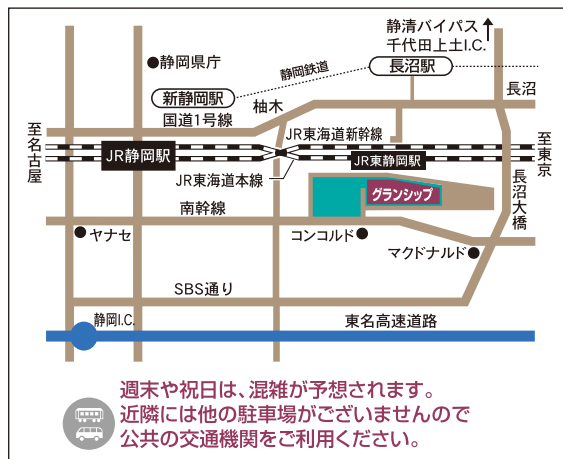 静清バイパス
千代田上土I.C.
静岡県庁
静岡鉄道
長沼駅
新静岡駅
柚木
長沼
国道1号線
JR東海道新幹線
至名古屋
JR静岡駅
JR東静岡駅
至東京
JR東海道本線
グランシップ
長沼大橋
南幹線
ヤナセ
コンコルド
マクドナルド
SBS通り
静岡I.C.
東名高速道路
週末や祝日は、混雑が予想されます。
近隣には他の駐車場がございませんので
公共の交通機関をご利用ください。